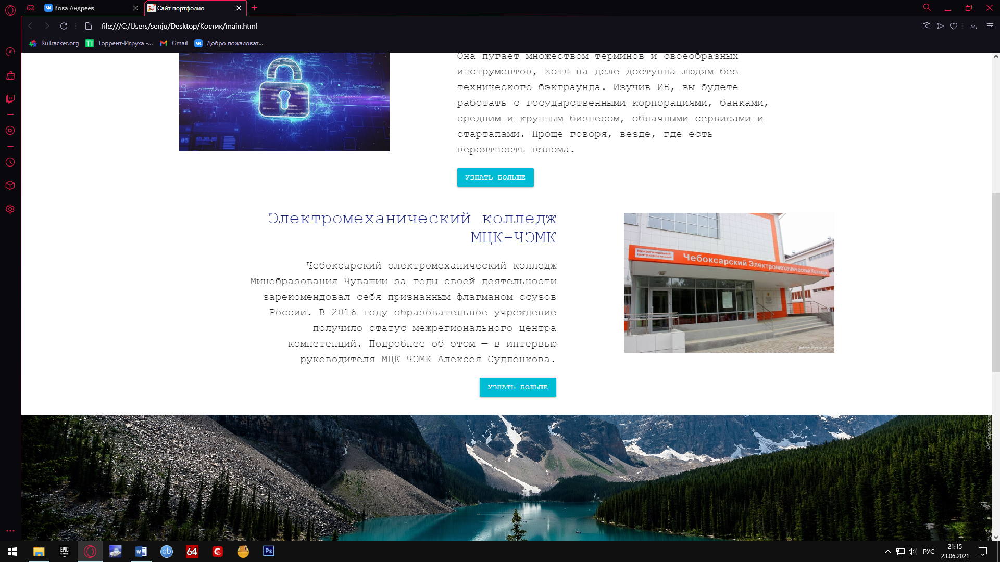 Вова Андреев
Сайт портфолио
file:///C:/Users/senju/Desktop/Костик/main.html
RuTracker.org
Торрент-Игруха -...
Gmail
Добро пожаловат...
Она пугает множеством терминов и своеобразных
инструментов, хотя на деле доступна людям без
технического бэкграунда. Изучив ИБ, вы будете
работать с государственными корпорациями, банками,
средним и крупным бизнесом, облачными сервисами и
стартапами. Проще говоря, везде, где есть
вероятность взлома.
УЗНАТЬ БОЛЬШЕ
Электромеханический колледж
МЦК-ЧЭМК
Чебоксарский электромеханический колледж
Минобразования Чувашии за годы своей деятельности
зарекомендовал себя признанным флагманом ссузов
России. В 2016 году образовательное учреждение
получило статус межрегионального центра
компетенций. Подробнее об этом — в интервью
руководителя МЦК ЧЭМК Алексея Судленкова.
УЗНАТЬ БОЛЬШЕ
Межрегиональный
центр компетенций
Чебоксарский Электромеханический Колледж
EPIC
GAMES
qb
64
Ps
РУС
21:15
23.06.2021